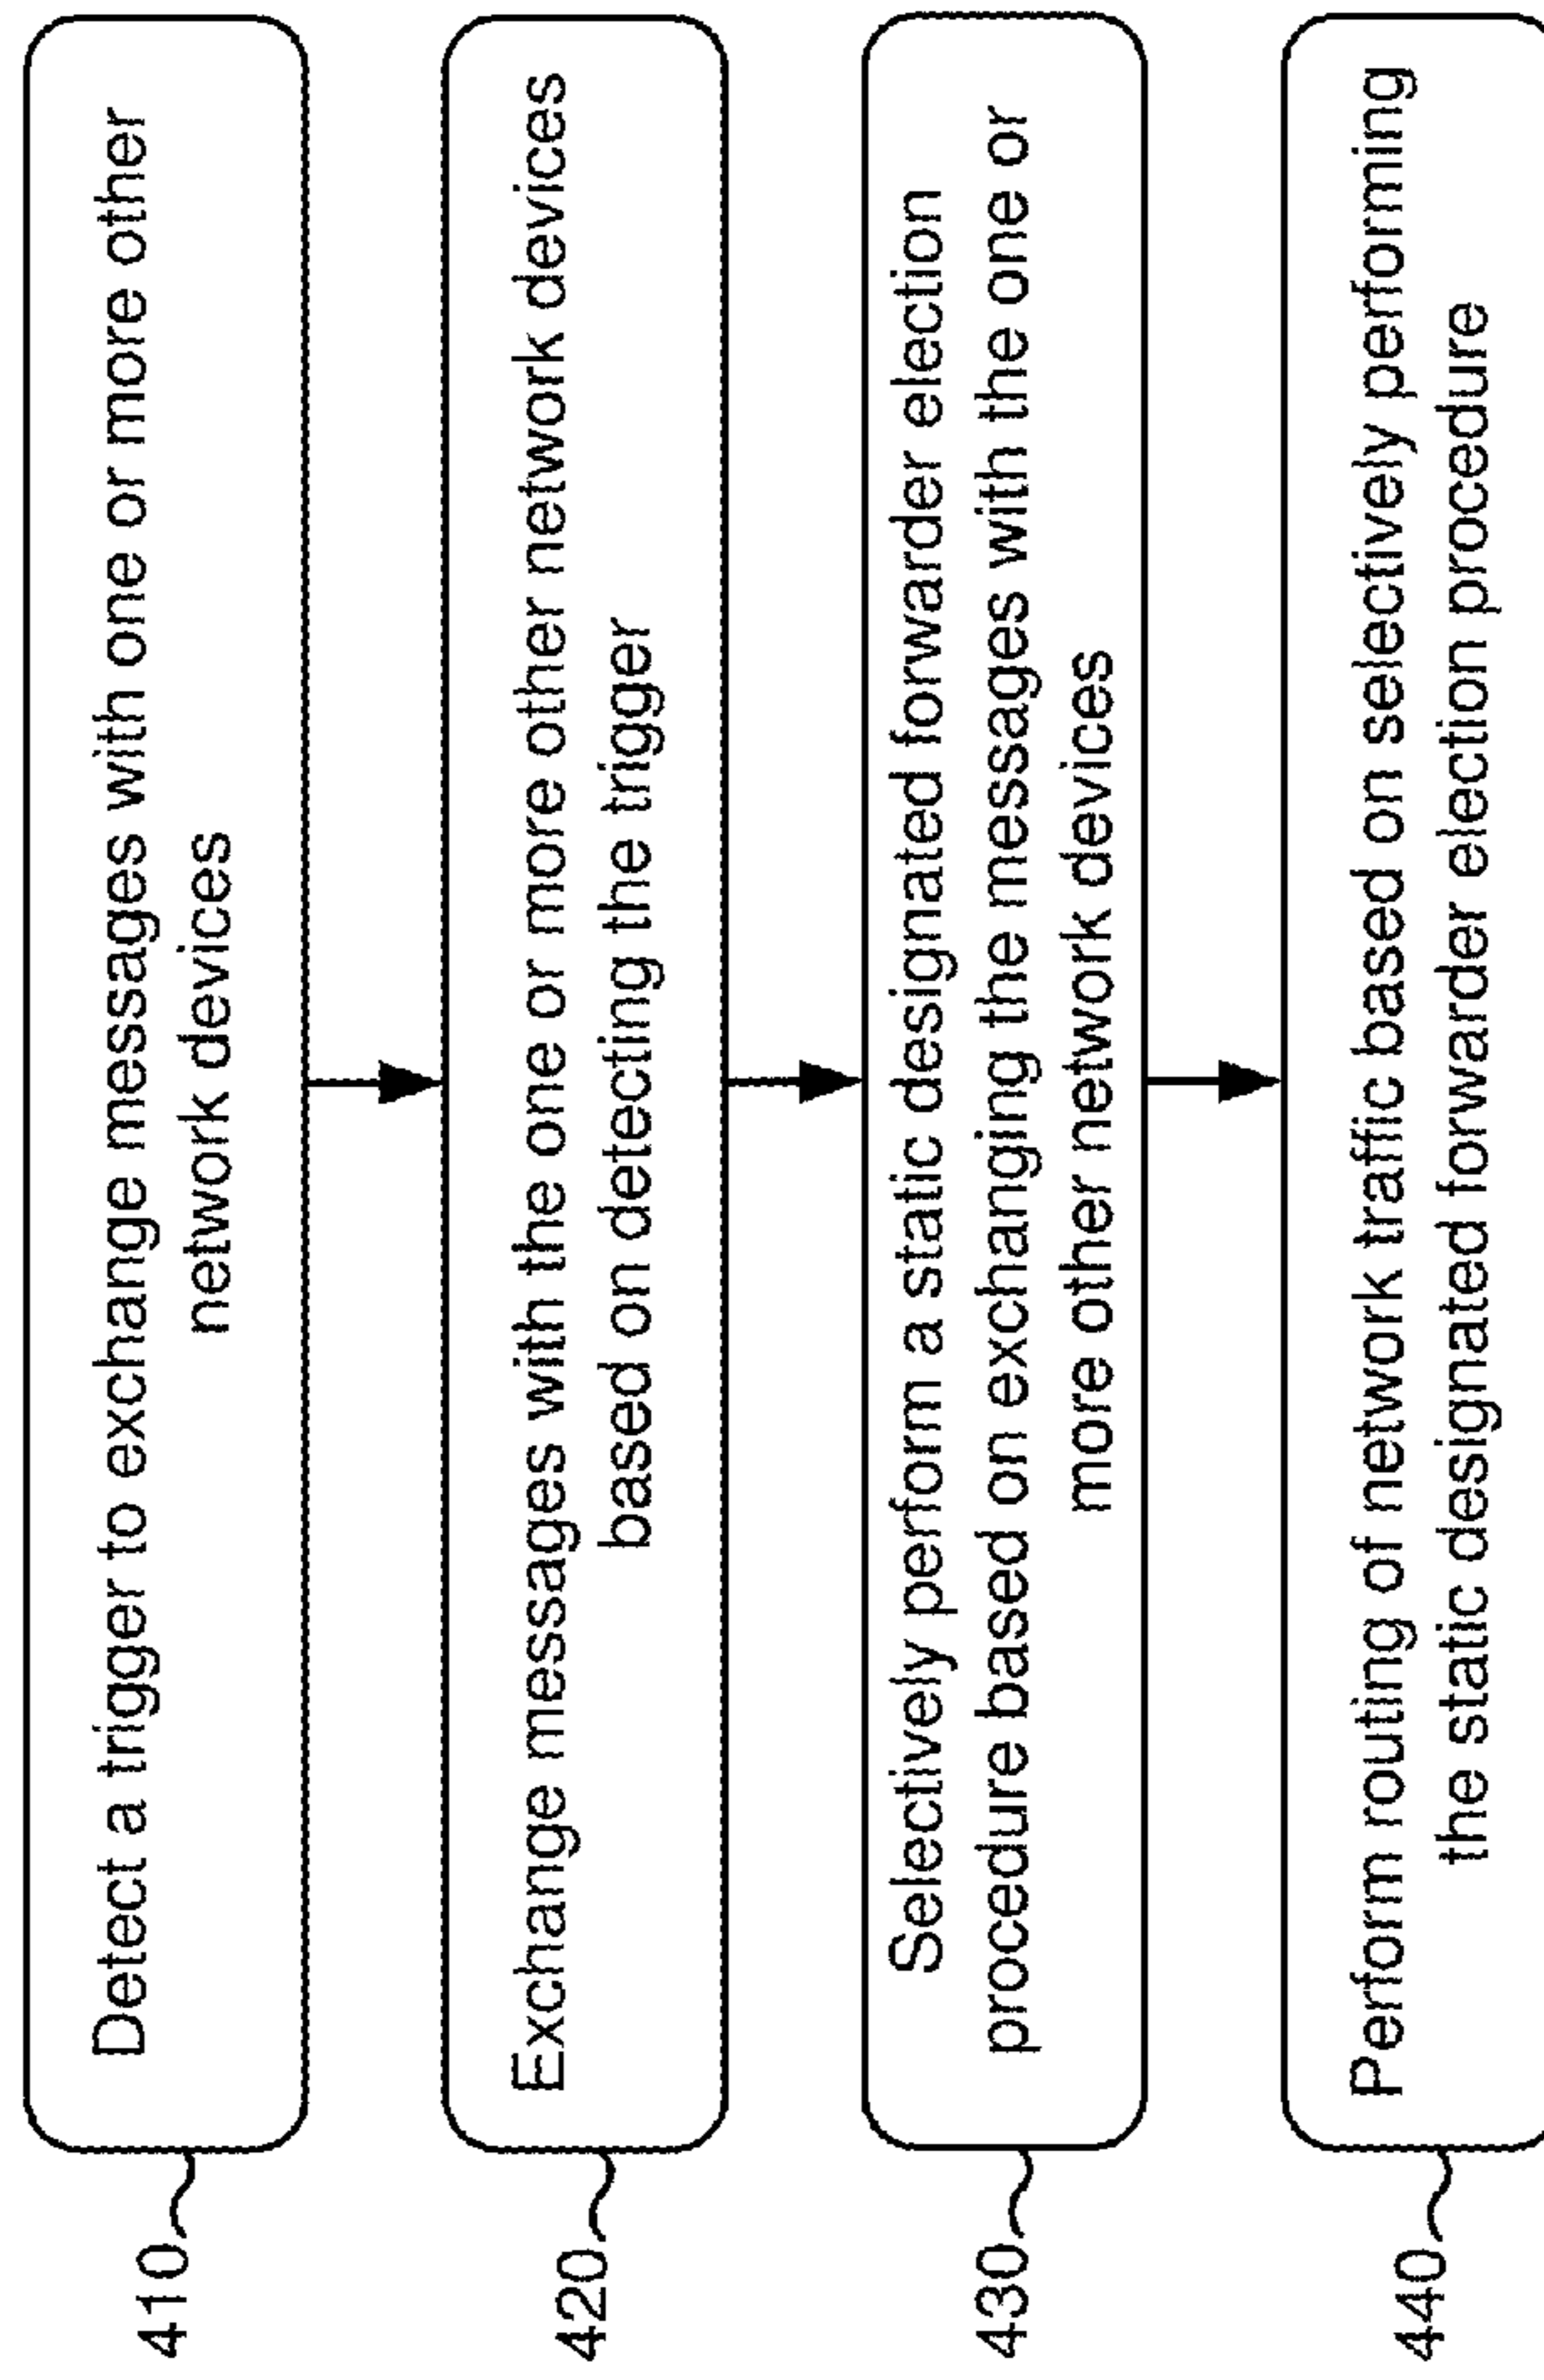 410
Detect a trigger to exchange messages with one or more other
network devices
420
Exchange messages with the one or more other network devices
based on detecting the trigger
430
Selectively perform a static designated forwarder election
procedure based on exchanging the messages with the one or
more other network devices
440
Perform routing of network traffic based on selectively performing
the static designated forwarder election procedure